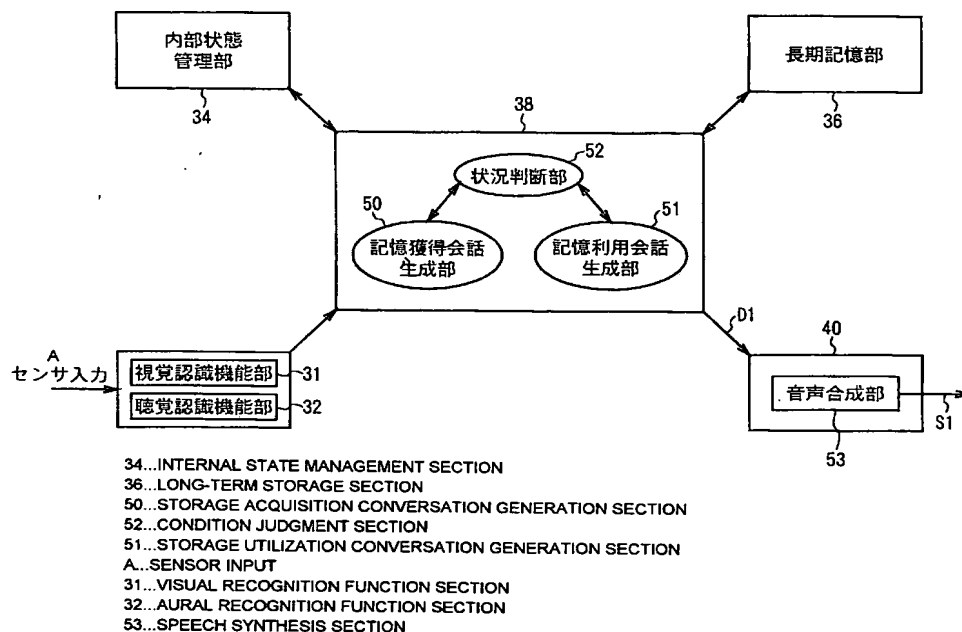 内部状態
管理部
34
長期記憶部
36
38
52
状況判断部
50
記憶獲得会話
生成部
51
記憶利用会話
生成部
D1
A
センサ入力
視覚認識機能部
31
聴覚認識機能部
32
40
音声合成部
S1
53
34...INTERNAL STATE MANAGEMENT SECTION
36...LONG-TERM STORAGE SECTION
50...STORAGE ACQUISITION CONVERSATION GENERATION SECTION
52...CONDITION JUDGMENT SECTION
51...STORAGE UTILIZATION CONVERSATION GENERATION SECTION
A...SENSOR INPUT
31...VISUAL RECOGNITION FUNCTION SECTION
32...AURAL RECOGNITION FUNCTION SECTION
53...SPEECH SYNTHESIS SECTION